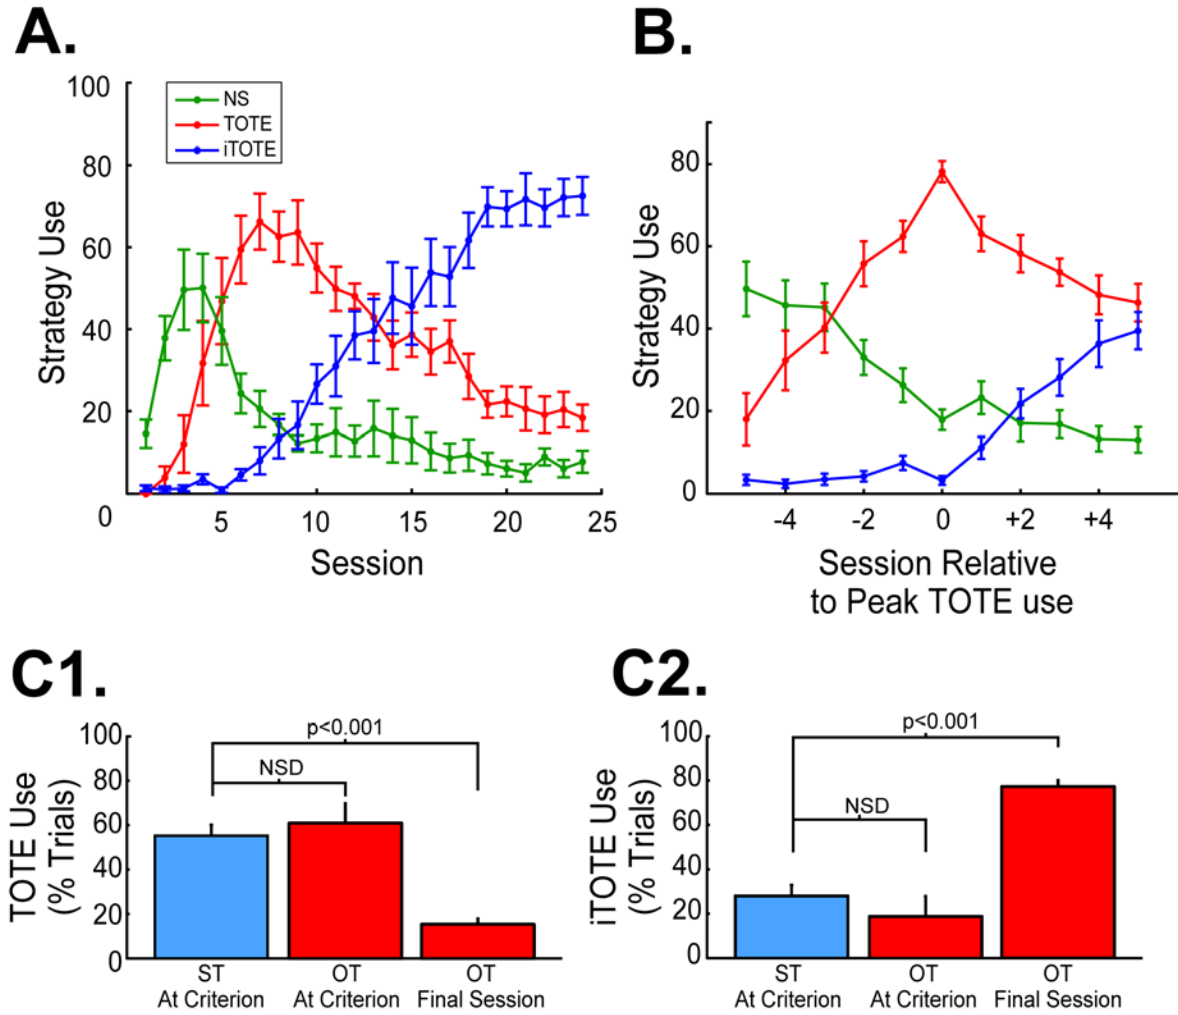 A.
100
80
60
40
20
0
Strategy Use
NS
TOTE
iTOTE
5
10
15
20
25
Session
B.
80
60
40
20
0
Strategy Use
-4
-2
0
+2
+4
Session Relative
to Peak TOTE use
C1.
100
80
60
40
20
0
TOTE Use
(% Trials)
p<0.001
NSD
ST
At Criterion
OT
At Criterion
OT
Final Session
C2.
100
80
60
40
20
0
iTOTE Use
(% Trials)
p<0.001
NSD
ST
At Criterion
OT
At Criterion
OT
Final Session